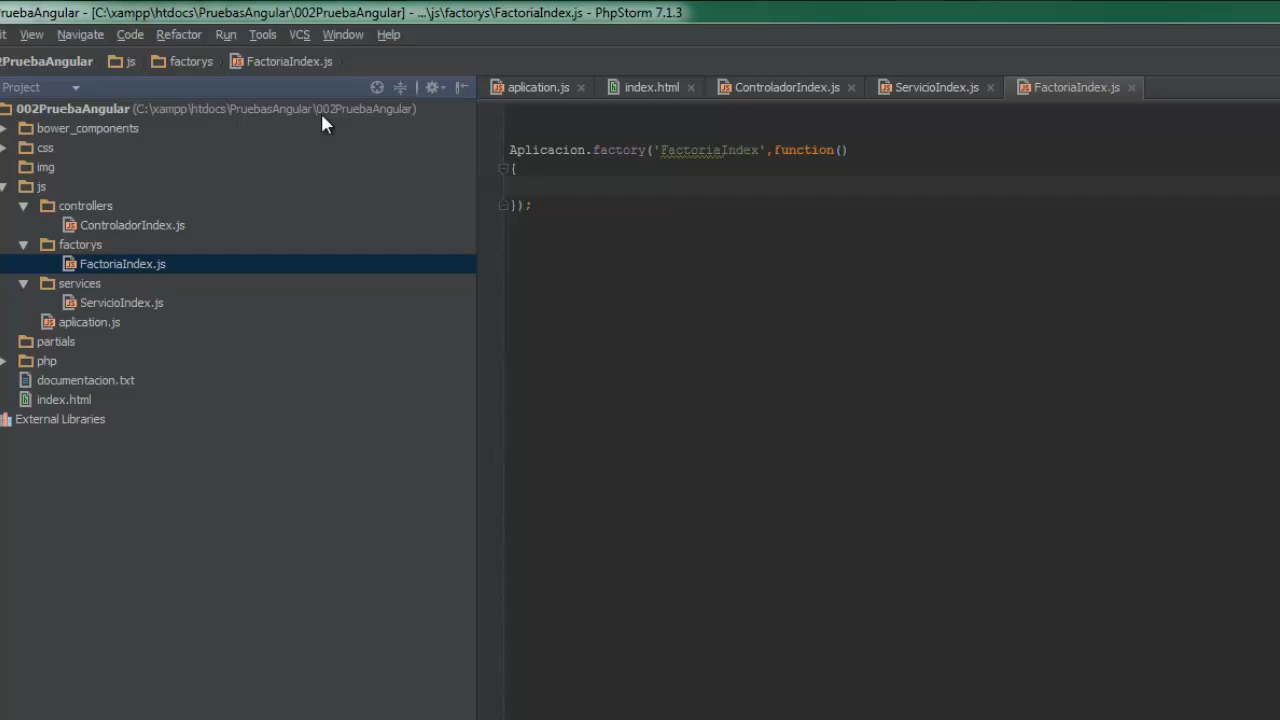 ruebaAngular - [C:\xampp\htdocs\PruebasAngular\002PruebaAngular] - ...\js\factorys\FactoriaIndex.js - PhpStorm 7.1.3
it View Navigate Code Refactor Run Tools VCS Window Help
2PruebaAngular js factorys FactoriaIndex.js
Project
aplication.js index.html ControladorIndex.js ServicioIndex.js FactoriaIndex.js
002PruebaAngular (C:\xampp\htdocs\PruebasAngular\002PruebaAngular)
bower_components
css
img
js
controllers
ControladorIndex.js
factorys
FactoriaIndex.js
services
ServicioIndex.js
aplication.js
partials
php
documentacion.txt
index.html
External Libraries
Aplicacion.factory('FactoriaIndex',function()
{
});